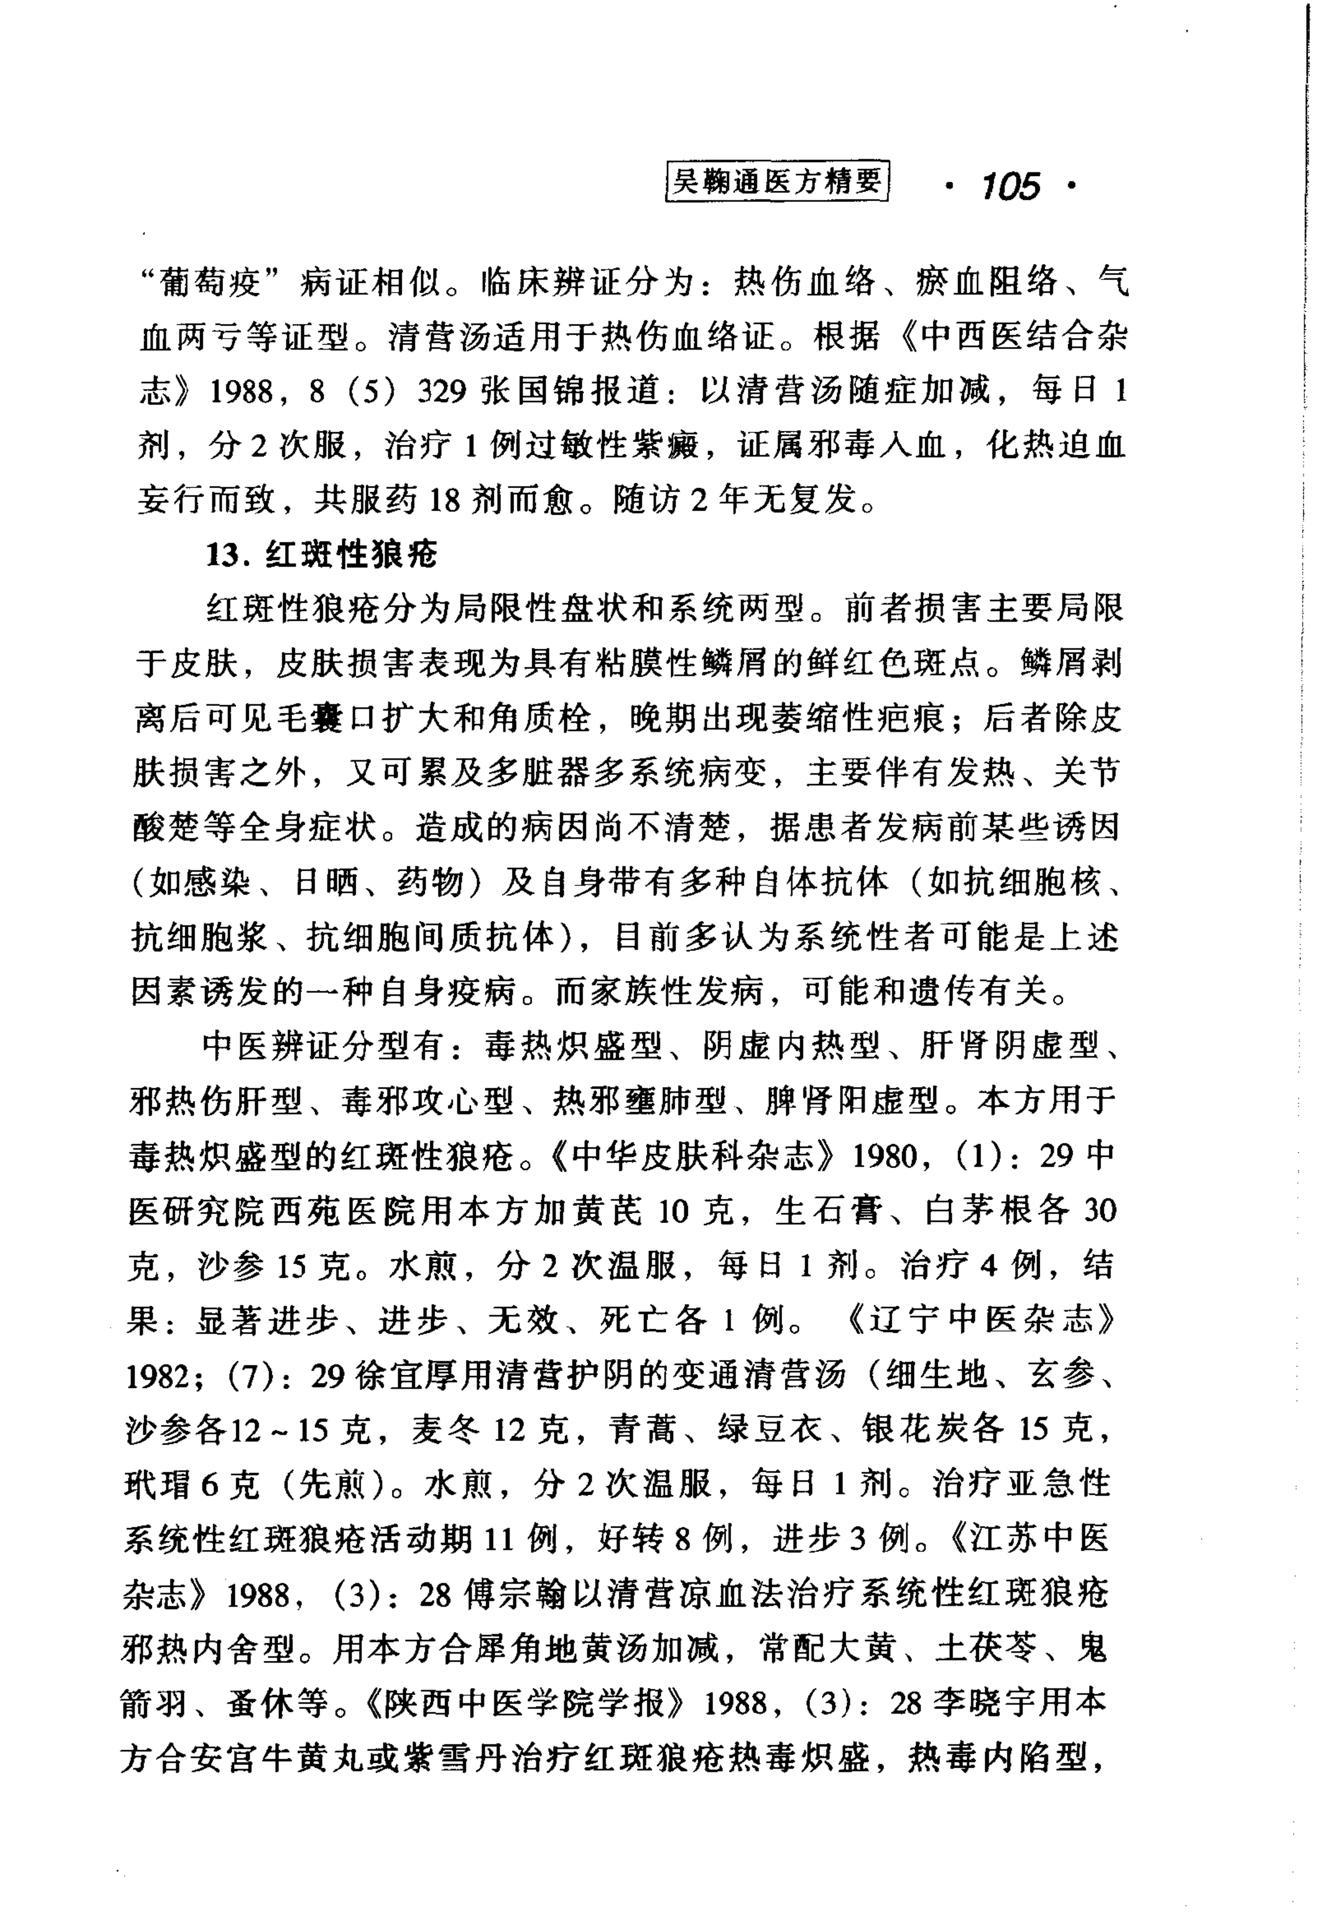 吴鞠通医方精要 · 105 ·
“葡萄疫”病证相似。临床辨证分为：热伤血络、瘀血阻络、气
血两亏等证型。清营汤适用于热伤血络证。根据《中西医结合杂
志》1988，8（5）329 张国锦报道：以清营汤随症加减，每日 1
剂，分 2 次服，治疗 1 例过敏性紫癜，证属邪毒入血，化热迫血
妄行而致，共服药 18 剂而愈。随访 2 年无复发。
13. 红斑性狼疮
红斑性狼疮分为局限性盘状和系统两型。前者损害主要局限
于皮肤，皮肤损害表现为具有粘膜性鳞屑的鲜红色斑点。鳞屑剥
离后可见毛囊口扩大和角质栓，晚期出现萎缩性疤痕；后者除皮
肤损害之外，又可累及多脏器多系统病变，主要伴有发热、关节
酸楚等全身症状。造成的病因尚不清楚，据患者发病前某些诱因
（如感染、日晒、药物）及自身带有多种自体抗体（如抗细胞核、
抗细胞浆、抗细胞间质抗体），目前多认为系统性者可能是上述
因素诱发的一种自身疫病。而家族性发病，可能和遗传有关。
中医辨证分型有：毒热炽盛型、阴虚内热型、肝肾阴虚型、
邪热伤肝型、毒邪攻心型、热邪壅肺型、脾肾阳虚型。本方用于
毒热炽盛型的红斑性狼疮。《中华皮肤科杂志》1980，（1）：29 中
医研究院西苑医院用本方加黄芪 10 克，生石膏、白茅根各 30
克，沙参 15 克。水煎，分 2 次温服，每日 1 剂。治疗 4 例，结
果：显著进步、进步、无效、死亡各 1 例。《辽宁中医杂志》
1982；（7）：29 徐宜厚用清营护阴的变通清营汤（细生地、玄参、
沙参各12～15 克，麦冬 12 克，青蒿、绿豆衣、银花炭各 15 克，
玳瑁 6 克（先煎）。水煎，分 2 次温服，每日 1 剂。治疗亚急性
系统性红斑狼疮活动期 11 例，好转 8 例，进步 3 例。《江苏中医
杂志》1988，（3）：28 傅宗翰以清营凉血法治疗系统性红斑狼疮
邪热内舍型。用本方合犀角地黄汤加减，常配大黄、土茯苓、鬼
箭羽、蚤休等。《陕西中医学院学报》1988，（3）：28 李晓宇用本
方合安宫牛黄丸或紫雪丹治疗红斑狼疮热毒炽盛，热毒内陷型，